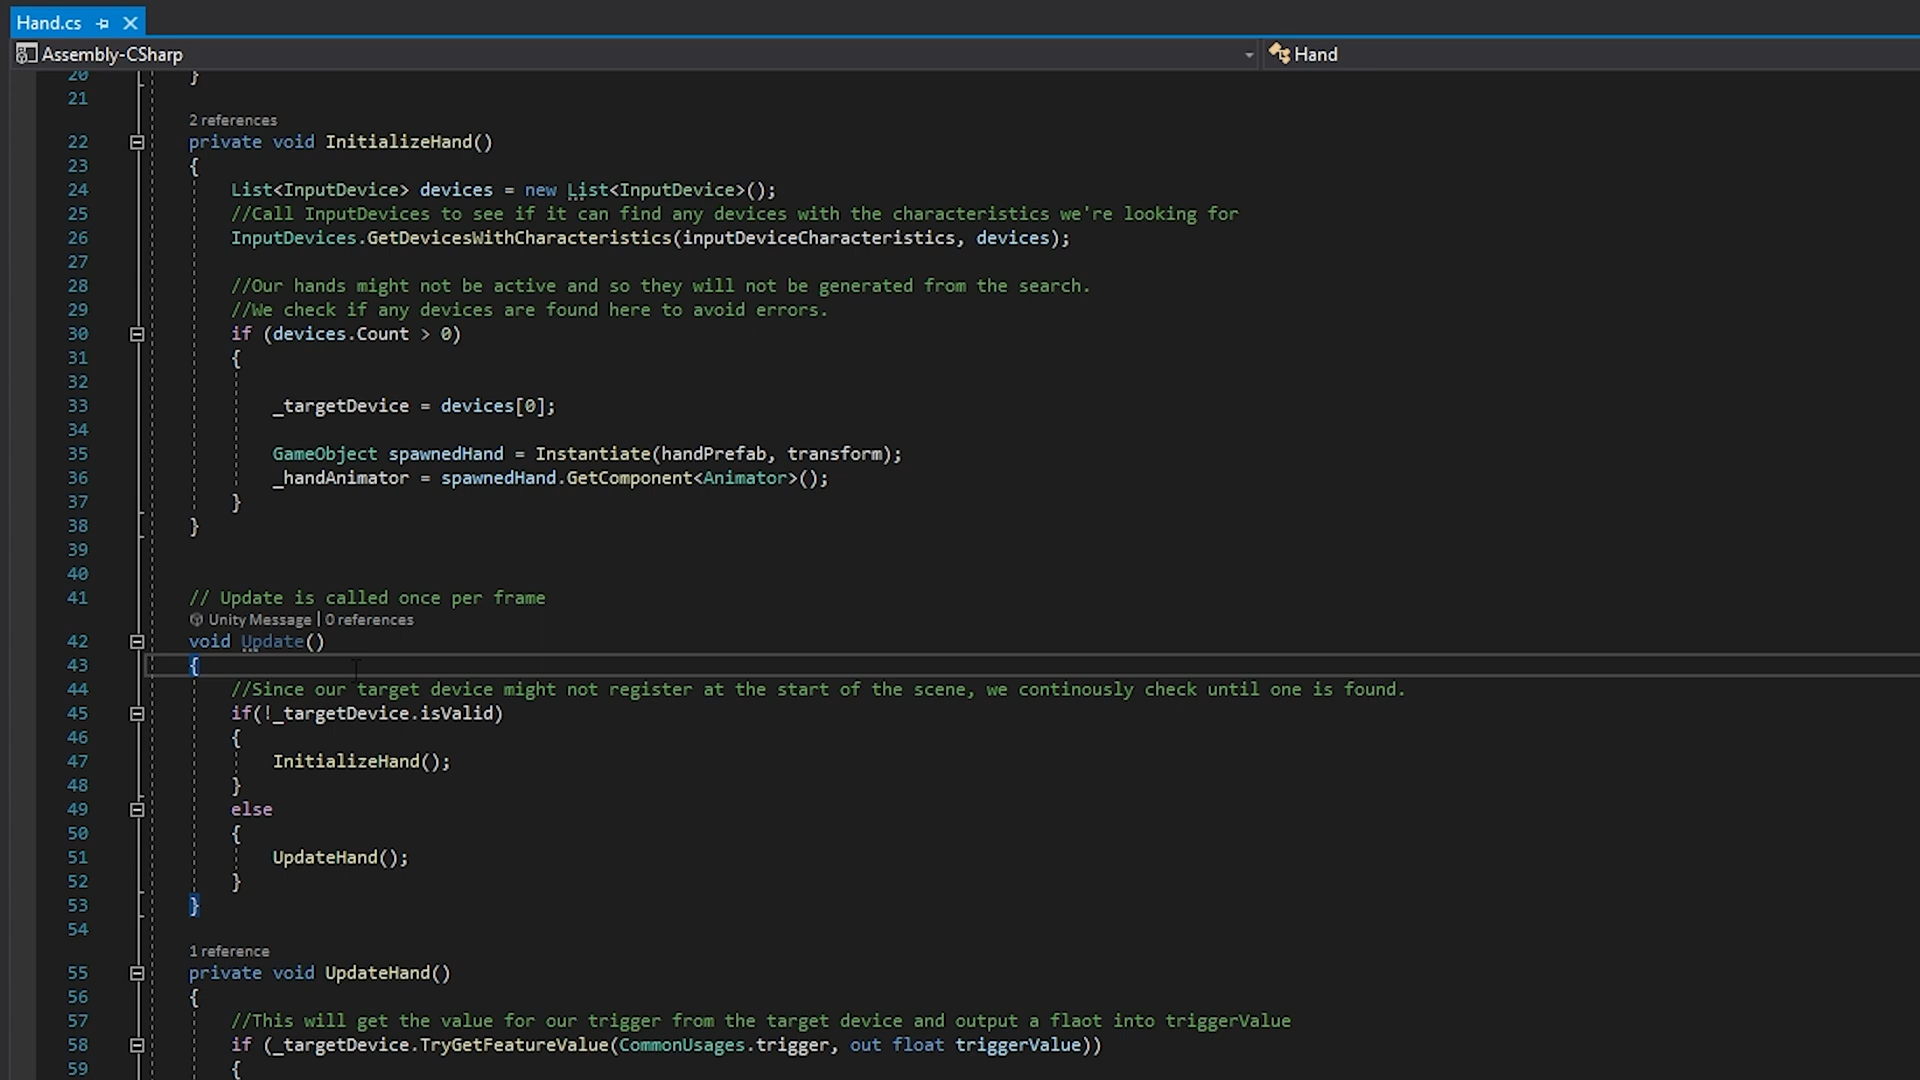 Hand.cs
Assembly-CSharp Hand
20 }
21
2 references
22 private void InitializeHand()
23 {
24 List<InputDevice> devices = new List<InputDevice>();
25 //Call InputDevices to see if it can find any devices with the characteristics we're looking for
26 InputDevices.GetDevicesWithCharacteristics(inputDeviceCharacteristics, devices);
27
28 //Our hands might not be active and so they will not be generated from the search.
29 //We check if any devices are found here to avoid errors.
30 if (devices.Count > 0)
31 {
32
33 _targetDevice = devices[0];
34
35 GameObject spawnedHand = Instantiate(handPrefab, transform);
36 _handAnimator = spawnedHand.GetComponent<Animator>();
37 }
38 }
39
40
41 // Update is called once per frame
Unity Message | 0 references
42 void Update()
43 {
44 //Since our target device might not register at the start of the scene, we continously check until one is found.
45 if(!_targetDevice.isValid)
46 {
47 InitializeHand();
48 }
49 else
50 {
51 UpdateHand();
52 }
53 }
54
1 reference
55 private void UpdateHand()
56 {
57 //This will get the value for our trigger from the target device and output a flaot into triggerValue
58 if (_targetDevice.TryGetFeatureValue(CommonUsages.trigger, out float triggerValue))
59 {